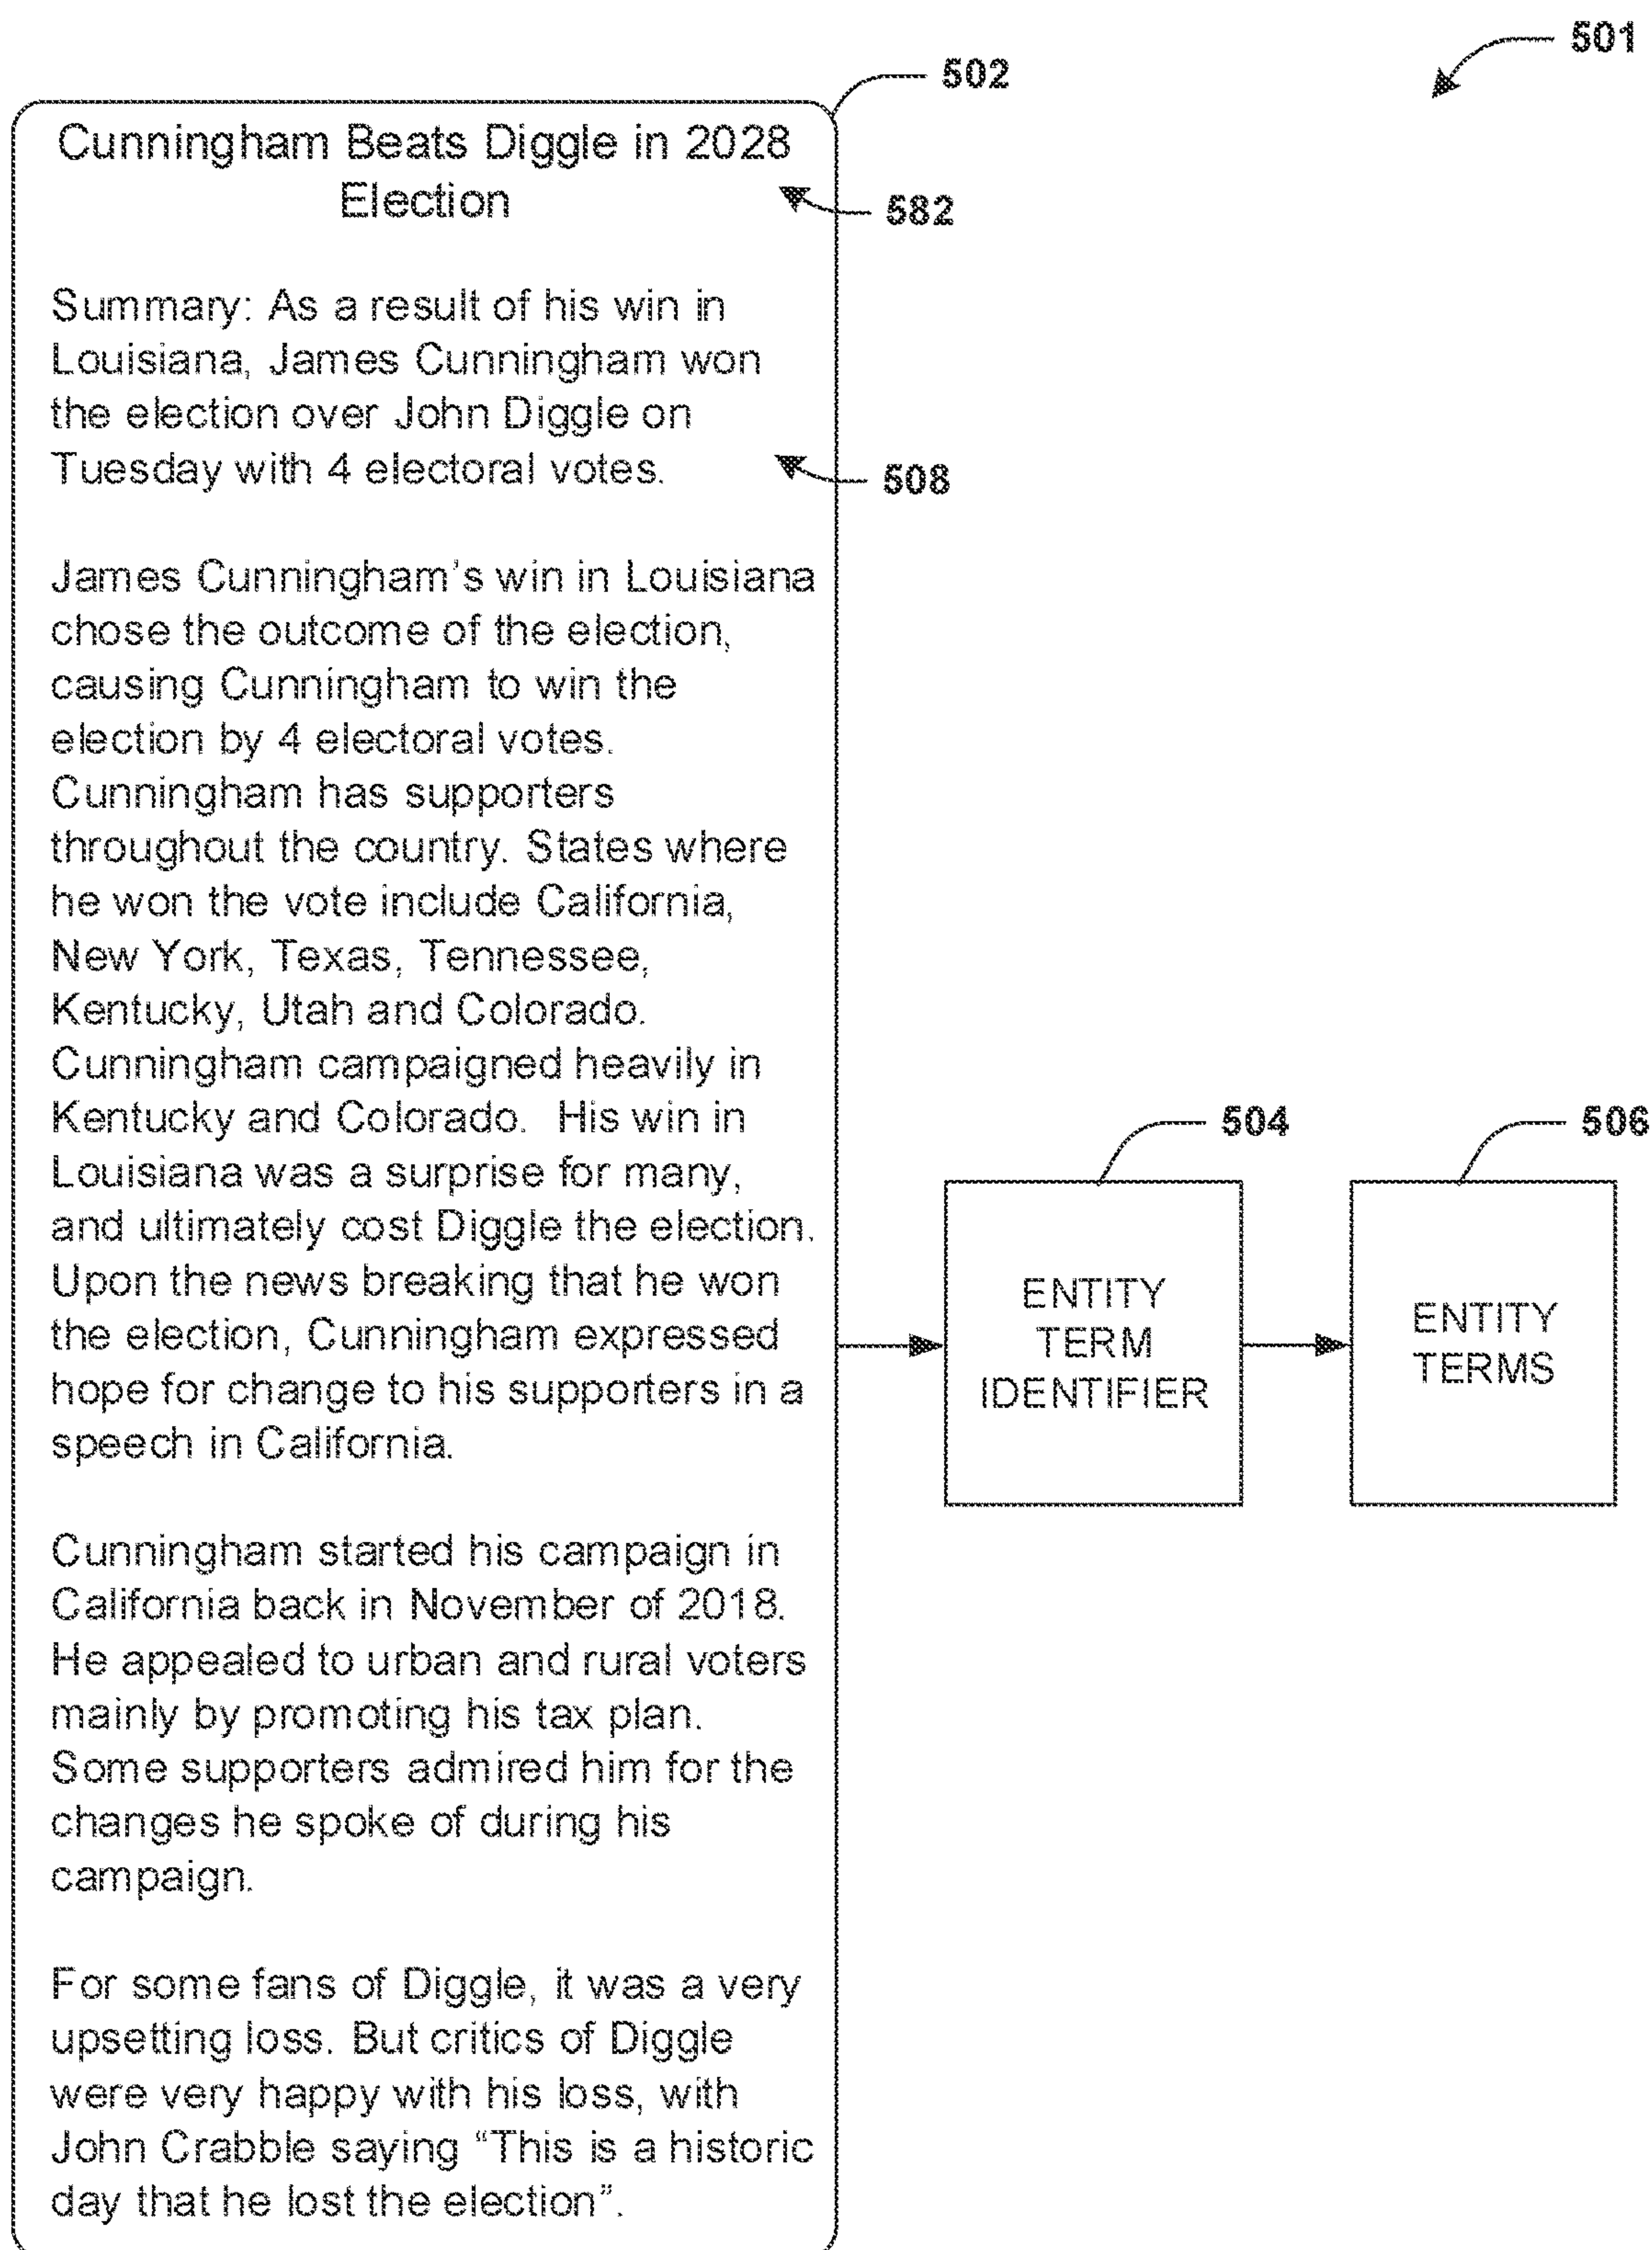 501
502
Cunningham Beats Diggle in 2028
Election
582
Summary: As a result of his win in
Louisiana, James Cunningham won
the election over John Diggle on
Tuesday with 4 electoral votes.
508
James Cunningham's win in Louisiana
chose the outcome of the election,
causing Cunningham to win the
election by 4 electoral votes.
Cunningham has supporters
throughout the country. States where
he won the vote include California,
New York, Texas, Tennessee,
Kentucky, Utah and Colorado.
Cunningham campaigned heavily in
Kentucky and Colorado.  His win in
Louisiana was a surprise for many,
and ultimately cost Diggle the election.
Upon the news breaking that he won
the election, Cunningham expressed
hope for change to his supporters in a
speech in California.
Cunningham started his campaign in
California back in November of 2018.
He appealed to urban and rural voters
mainly by promoting his tax plan.
Some supporters admired him for the
changes he spoke of during his
campaign.
For some fans of Diggle, it was a very
upsetting loss. But critics of Diggle
were very happy with his loss, with
John Crabble saying “This is a historic
day that he lost the election”.
504
ENTITY
TERM
IDENTIFIER
506
ENTITY
TERMS